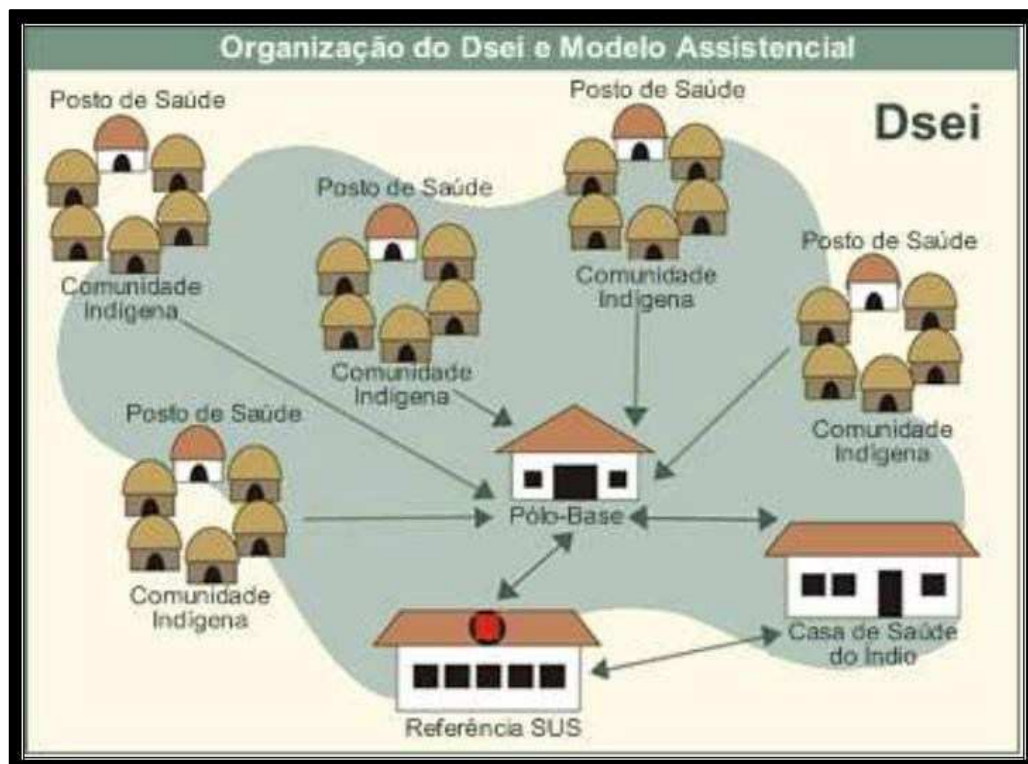 Organização do Dsei e Modelo Assistencial
Dsei
Posto de Saúde
Comunidade
Indígena
Posto de Saúde
Comunidade
Indígena
Posto de Saúde
Comunidade
Indígena
Posto de Saúde
Comunidade
Indígena
Posto de Saúde
Comunidade
Indígena
Pólo-Base
Casa de Saúde
do Índio
Referência SUS